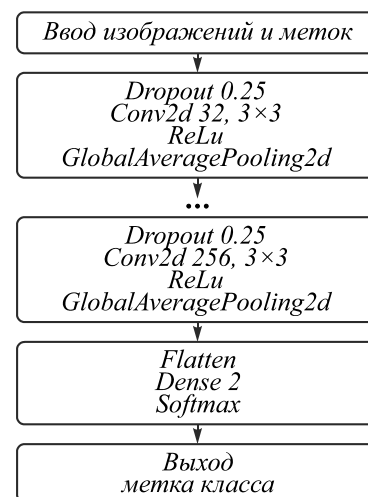 Ввод изображений и меток
Dropout 0.25
Conv2d 32, 3×3
ReLu
GlobalAveragePooling2d
...
Dropout 0.25
Conv2d 256, 3×3
ReLu
GlobalAveragePooling2d
Flatten
Dense 2
Softmax
Выход
метка класса